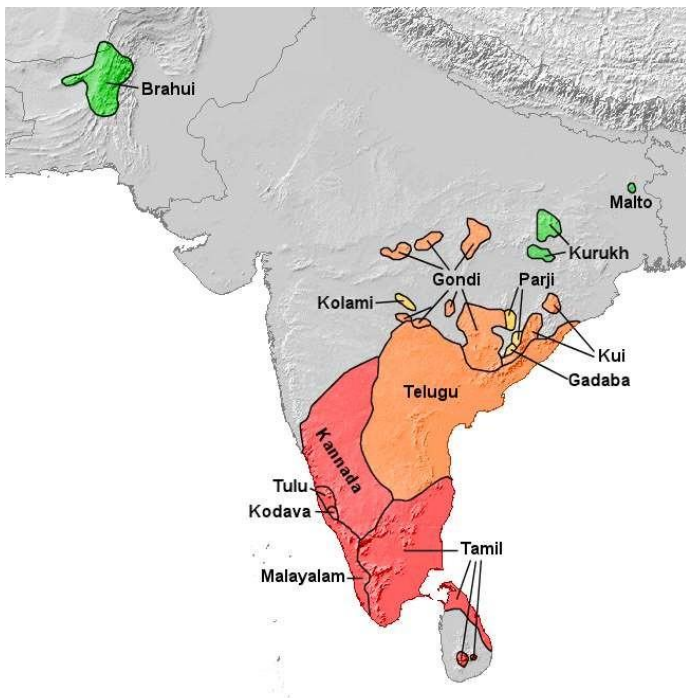 Brahui
Malto
Kurukh
Gondi
Parji
Kolami
Kui
Gadaba
Telugu
Kannada
Tulu
Kodava
Tamil
Malayalam